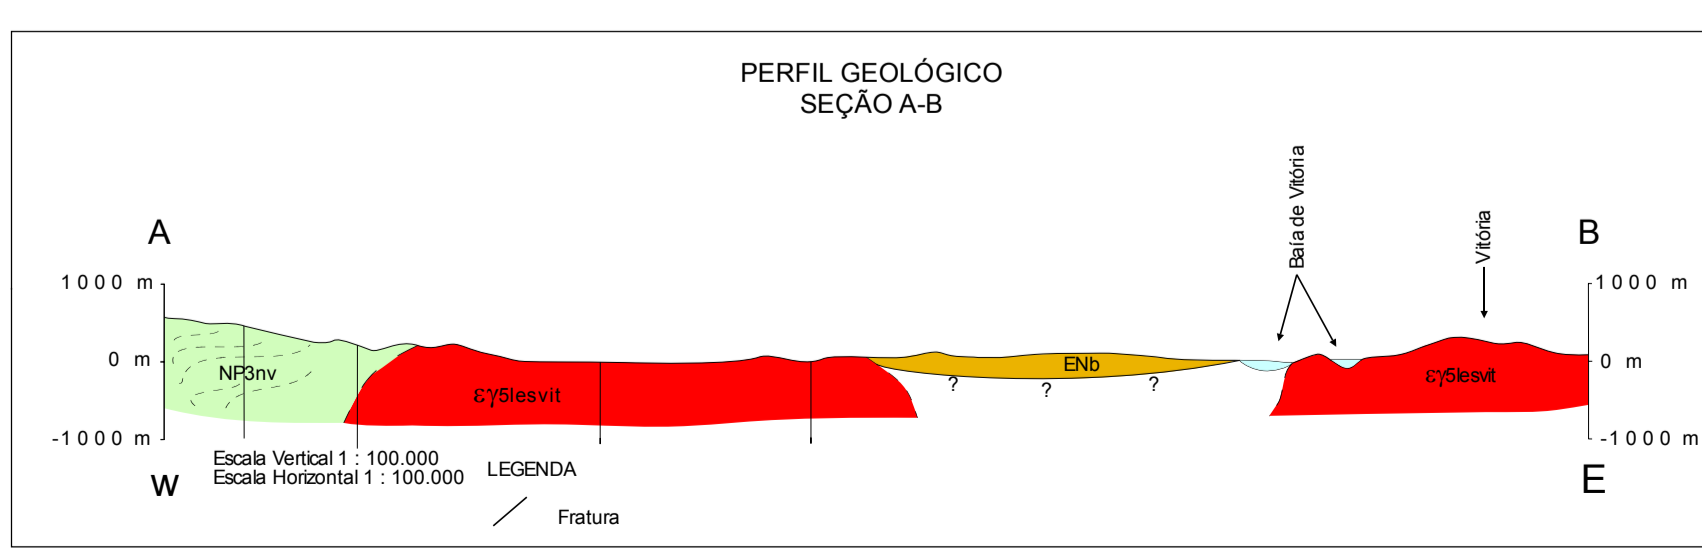 PERFIL GEOLÓGICO
SEÇÃO A-B
Baía de Vitória
Vitória
A
B
1000 m
1000 m
0 m
0 m
NP3nv
εγ5lesvit
ENb
εγ5lesvit
? ? ?
-1000 m
-1000 m
W
E
Escala Vertical 1 : 100.000
Escala Horizontal 1 : 100.000
LEGENDA
Fratura